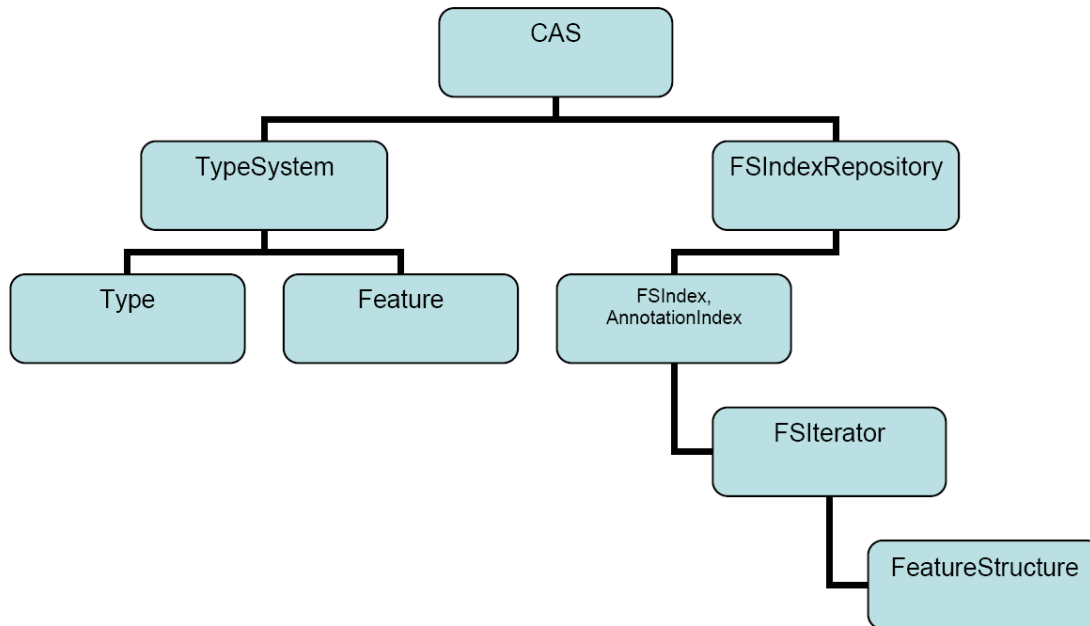 CAS
TypeSystem
FSIndexRepository
Type
Feature
FSIndex,
AnnotationIndex
FSIterator
FeatureStructure